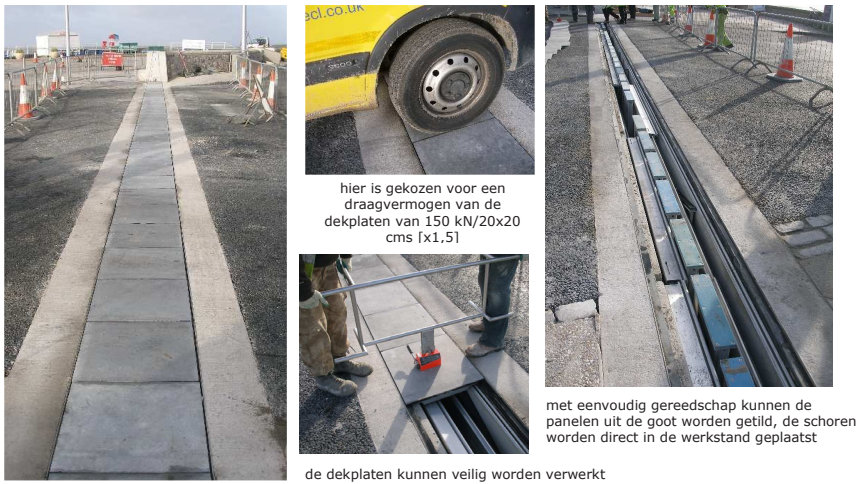 ecl.co.uk
hier is gekozen voor een
draagvermogen van de
dekplaten van 150 kN/20x20
cms [x1,5]
met eenvoudig gereedschap kunnen de
panelen uit de goot worden getild, de schoren
worden direct in de werkstand geplaatst
de dekplaten kunnen veilig worden verwerkt